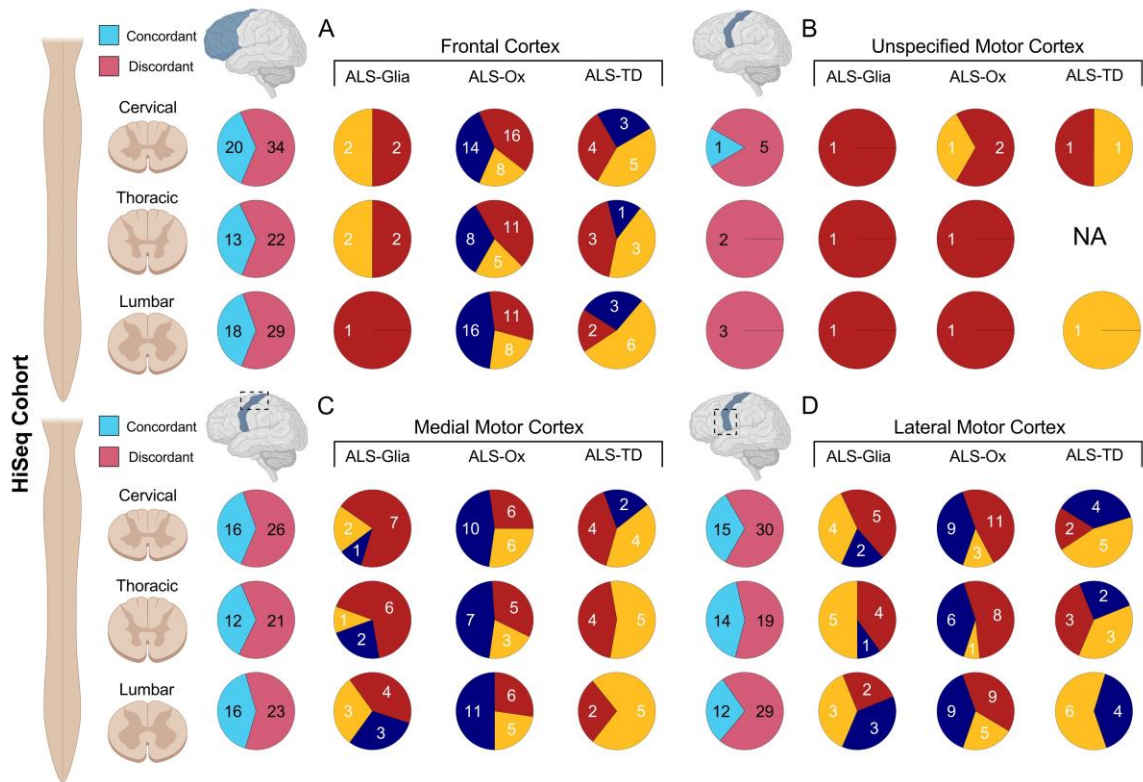 HiSeq Cohort
Concordant
Discordant
A
Frontal Cortex
ALS-Glia ALS-Ox ALS-TD
B
Unspecified Motor Cortex
ALS-Glia ALS-Ox ALS-TD
Cervical
20 34 2 2 14 16 8 4 3 5 1 5 1 1 2 1 1
Thoracic
13 22 2 2 8 11 5 3 1 3 2 1 1 NA
Lumbar
18 29 1 16 11 8 2 3 6 3 1 1 1
Concordant
Discordant
C
Medial Motor Cortex
ALS-Glia ALS-Ox ALS-TD
D
Lateral Motor Cortex
ALS-Glia ALS-Ox ALS-TD
Cervical
16 26 2 7 1 10 6 6 4 2 4 15 30 4 5 2 9 11 3 2 4 5
Thoracic
12 21 1 6 2 7 5 3 4 5 14 19 5 4 1 6 8 1 3 2 3
Lumbar
16 23 3 4 3 11 6 5 2 5 12 29 3 2 3 9 9 5 6 4